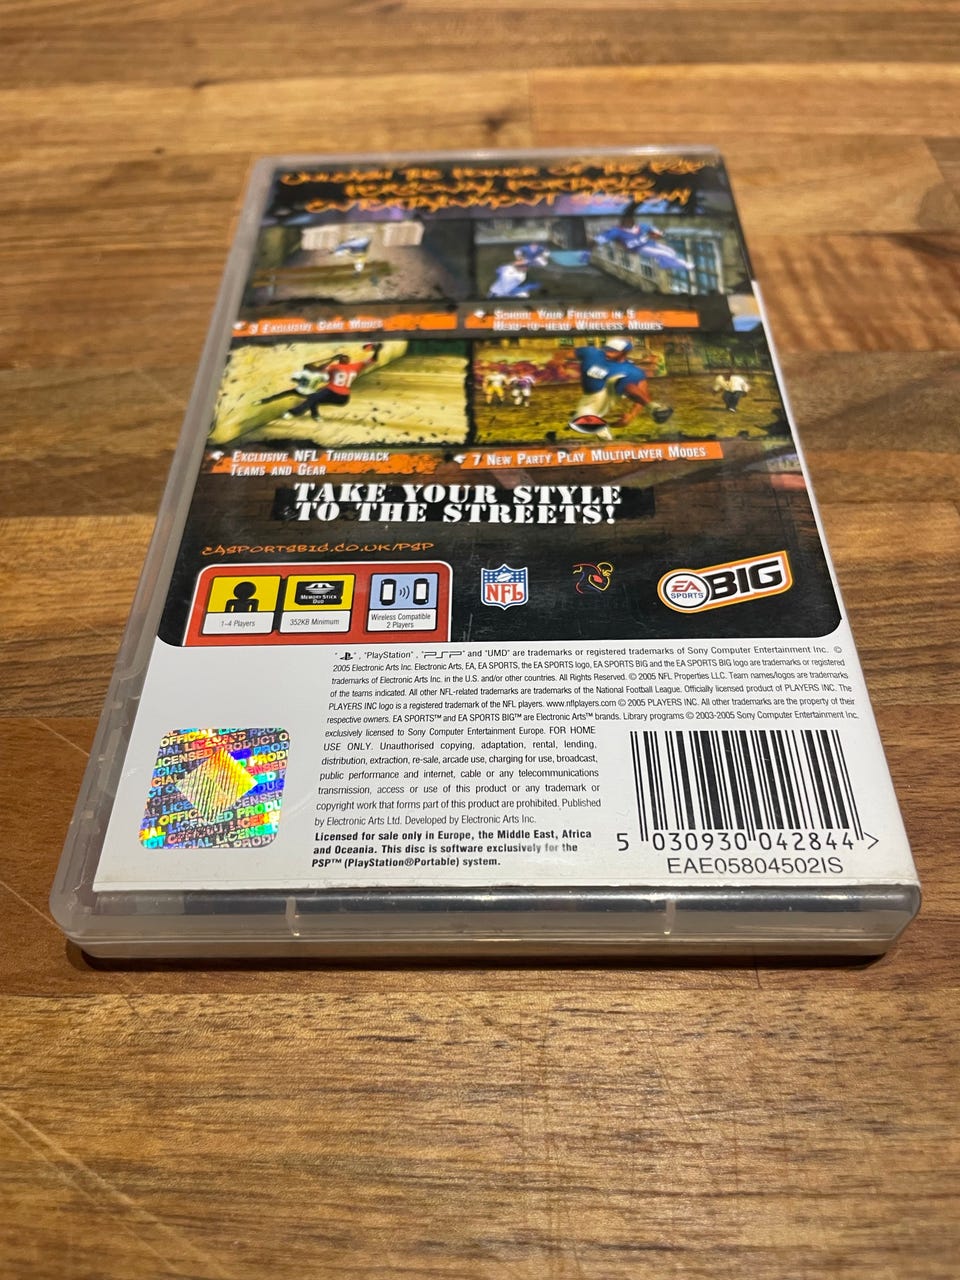 Unleash the power of the PSP
Personal Portable
Entertainment System!
3 Exclusive Game Modes
School Your Friends in 5
Head-to-head Wireless Modes
Exclusive NFL Throwback
Teams and Gear
7 New Party Play Multiplayer Modes
TAKE YOUR STYLE
TO THE STREETS!
EASPORTSBIG.CO.UK/PSP
1-4 Players
MEMORY STICK
DUO
352KB Minimum
Wireless Compatible
2 Players
NFL
EA
SPORTS
BIG
" ", "PlayStation", "PSP" and "UMD" are trademarks or registered trademarks of Sony Computer Entertainment Inc. ©
2005 Electronic Arts Inc. Electronic Arts, EA, EA SPORTS, the EA SPORTS logo, EA SPORTS BIG and the EA SPORTS BIG logo are trademarks or registered
trademarks of Electronic Arts Inc. in the U.S. and/or other countries. All Rights Reserved. © 2005 NFL Properties LLC. Team names/logos are trademarks
of the teams indicated. All other NFL-related trademarks are trademarks of the National Football League. Officially licensed product of PLAYERS INC. The
PLAYERS INC logo is a registered trademark of the NFL players. www.nflplayers.com © 2005 PLAYERS INC. All other trademarks are the property of their
respective owners. EA SPORTS™ and EA SPORTS BIG™ are Electronic Arts™ brands. Library programs © 2003-2005 Sony Computer Entertainment Inc.
exclusively licensed to Sony Computer Entertainment Europe. FOR HOME
USE ONLY. Unauthorised copying, adaptation, rental, lending,
distribution, extraction, re-sale, arcade use, charging for use, broadcast,
public performance and internet, cable or any telecommunications
transmission, access or use of this product or any trademark or
copyright work that forms part of this product are prohibited. Published
by Electronic Arts Ltd. Developed by Electronic Arts Inc.
Licensed for sale only in Europe, the Middle East, Africa
and Oceania. This disc is software exclusively for the
PSP™ (PlayStation®Portable) system.
OFFICIAL LICENSED PRODUCT
5 030930 042844 >
EAE05804502IS